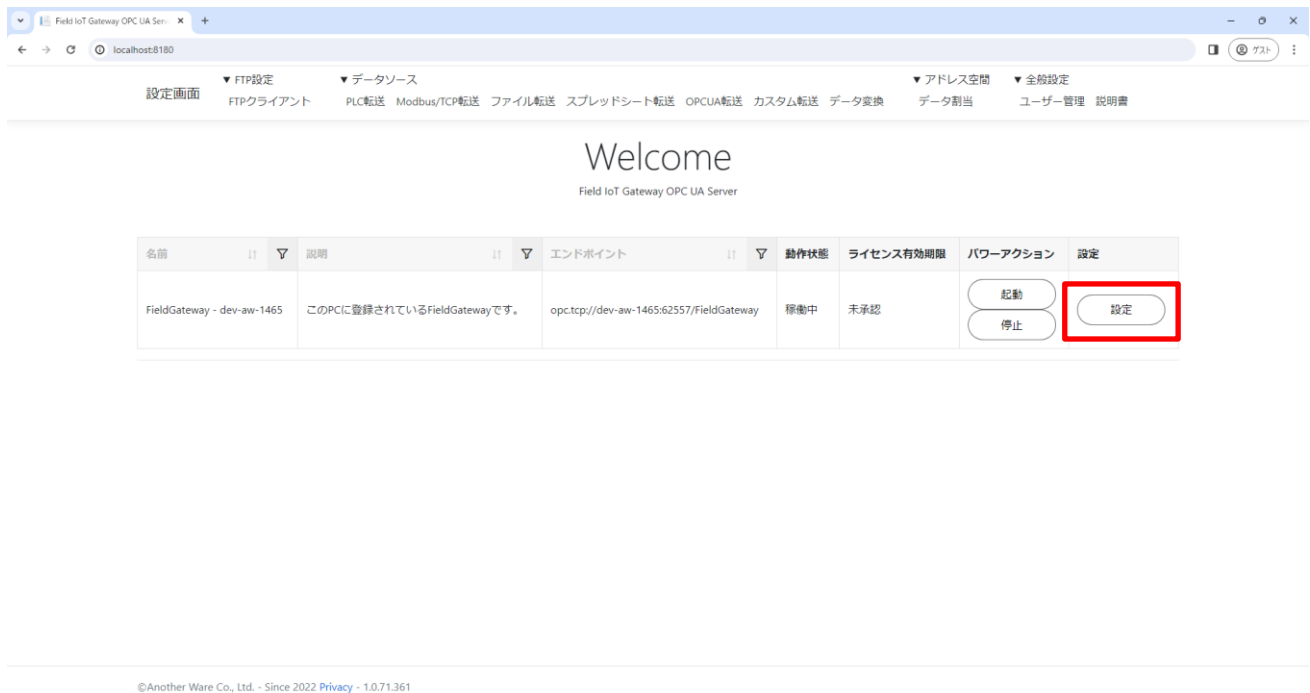 Field IoT Gateway OPC UA Serv
localhost:8180
ゲスト
設定画面
▼ FTP設定
FTPクライアント
▼ データソース
PLC転送 Modbus/TCP転送 ファイル転送 スプレッドシート転送 OPCUA転送 カスタム転送 データ変換
▼ アドレス空間
データ割当
▼ 全般設定
ユーザー管理 説明書
Welcome
Field IoT Gateway OPC UA Server
名前 説明 エンドポイント 動作状態 ライセンス有効期限 パワーアクション 設定
FieldGateway - dev-aw-1465 このPCに登録されているFieldGatewayです。 opc.tcp://dev-aw-1465:62557/FieldGateway 稼働中 未承認 起動 設定
停止
©Another Ware Co., Ltd. - Since 2022 Privacy - 1.0.71.361